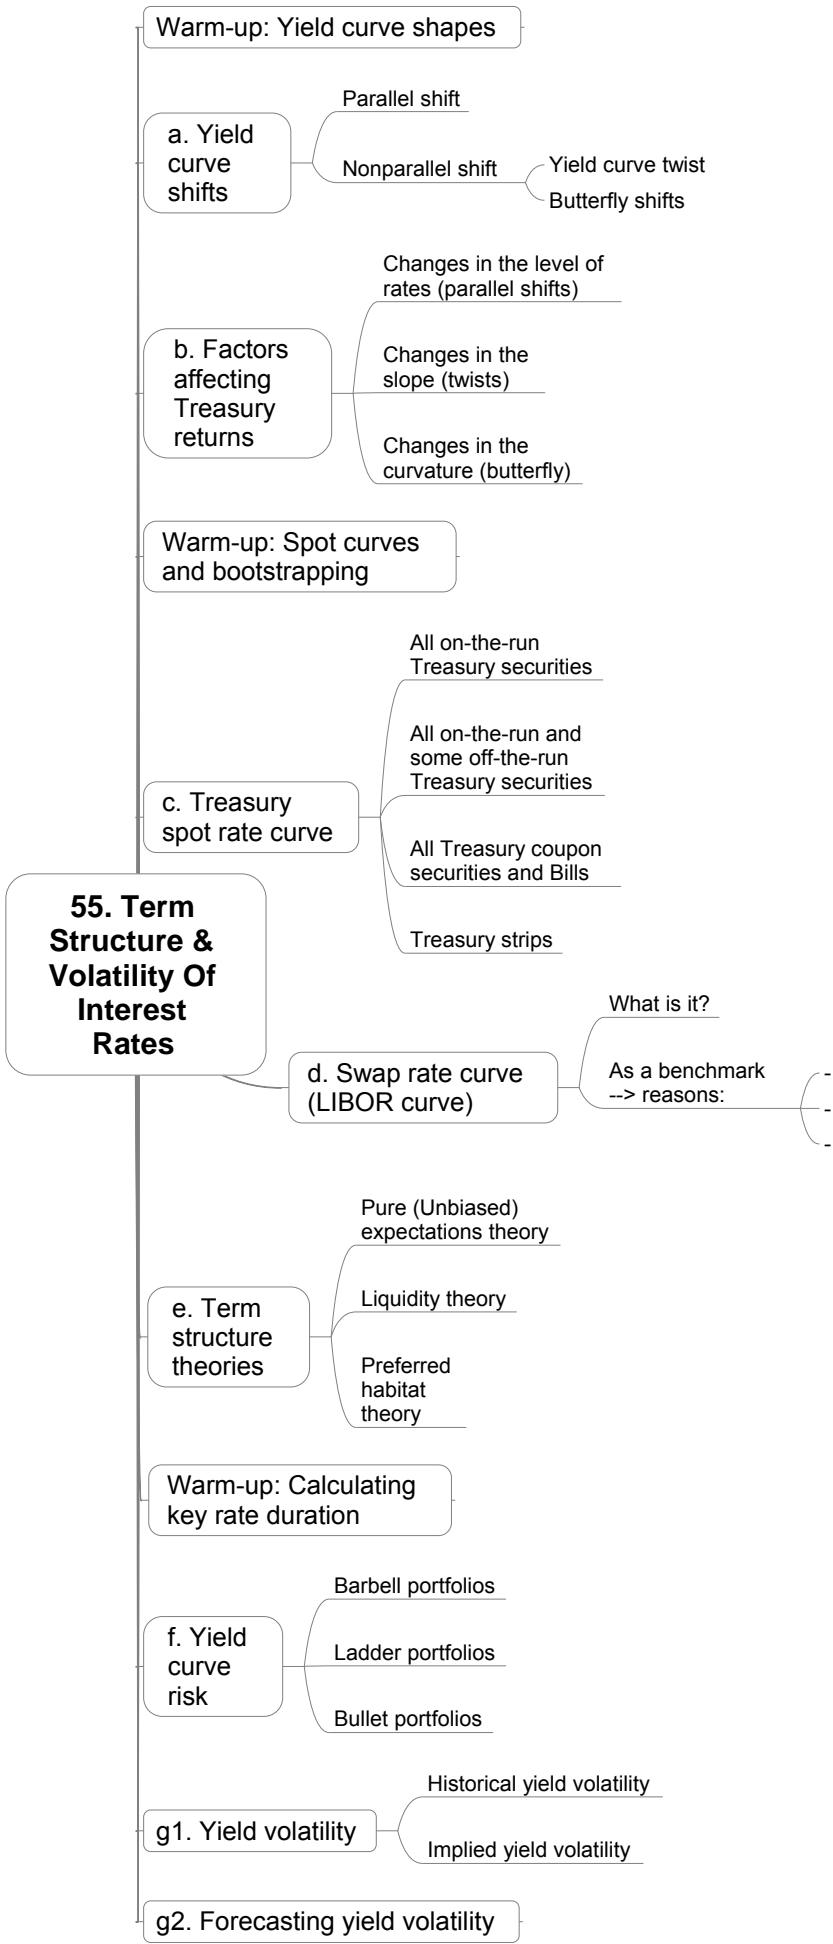 Warm-up: Yield curve shapes
a. Yield
curve
shifts
Parallel shift
Nonparallel shift
Yield curve twist
Butterfly shifts
b. Factors
affecting
Treasury
returns
Changes in the level of
rates (parallel shifts)
Changes in the
slope (twists)
Changes in the
curvature (butterfly)
Warm-up: Spot curves
and bootstrapping
c. Treasury
spot rate curve
All on-the-run
Treasury securities
All on-the-run and
some off-the-run
Treasury securities
All Treasury coupon
securities and Bills
Treasury strips
55. Term
Structure &
Volatility Of
Interest
Rates
d. Swap rate curve
(LIBOR curve)
What is it?
As a benchmark
--> reasons:
-
-
-
e. Term
structure
theories
Pure (Unbiased)
expectations theory
Liquidity theory
Preferred
habitat
theory
Warm-up: Calculating
key rate duration
f. Yield
curve
risk
Barbell portfolios
Ladder portfolios
Bullet portfolios
g1. Yield volatility
Historical yield volatility
Implied yield volatility
g2. Forecasting yield volatility